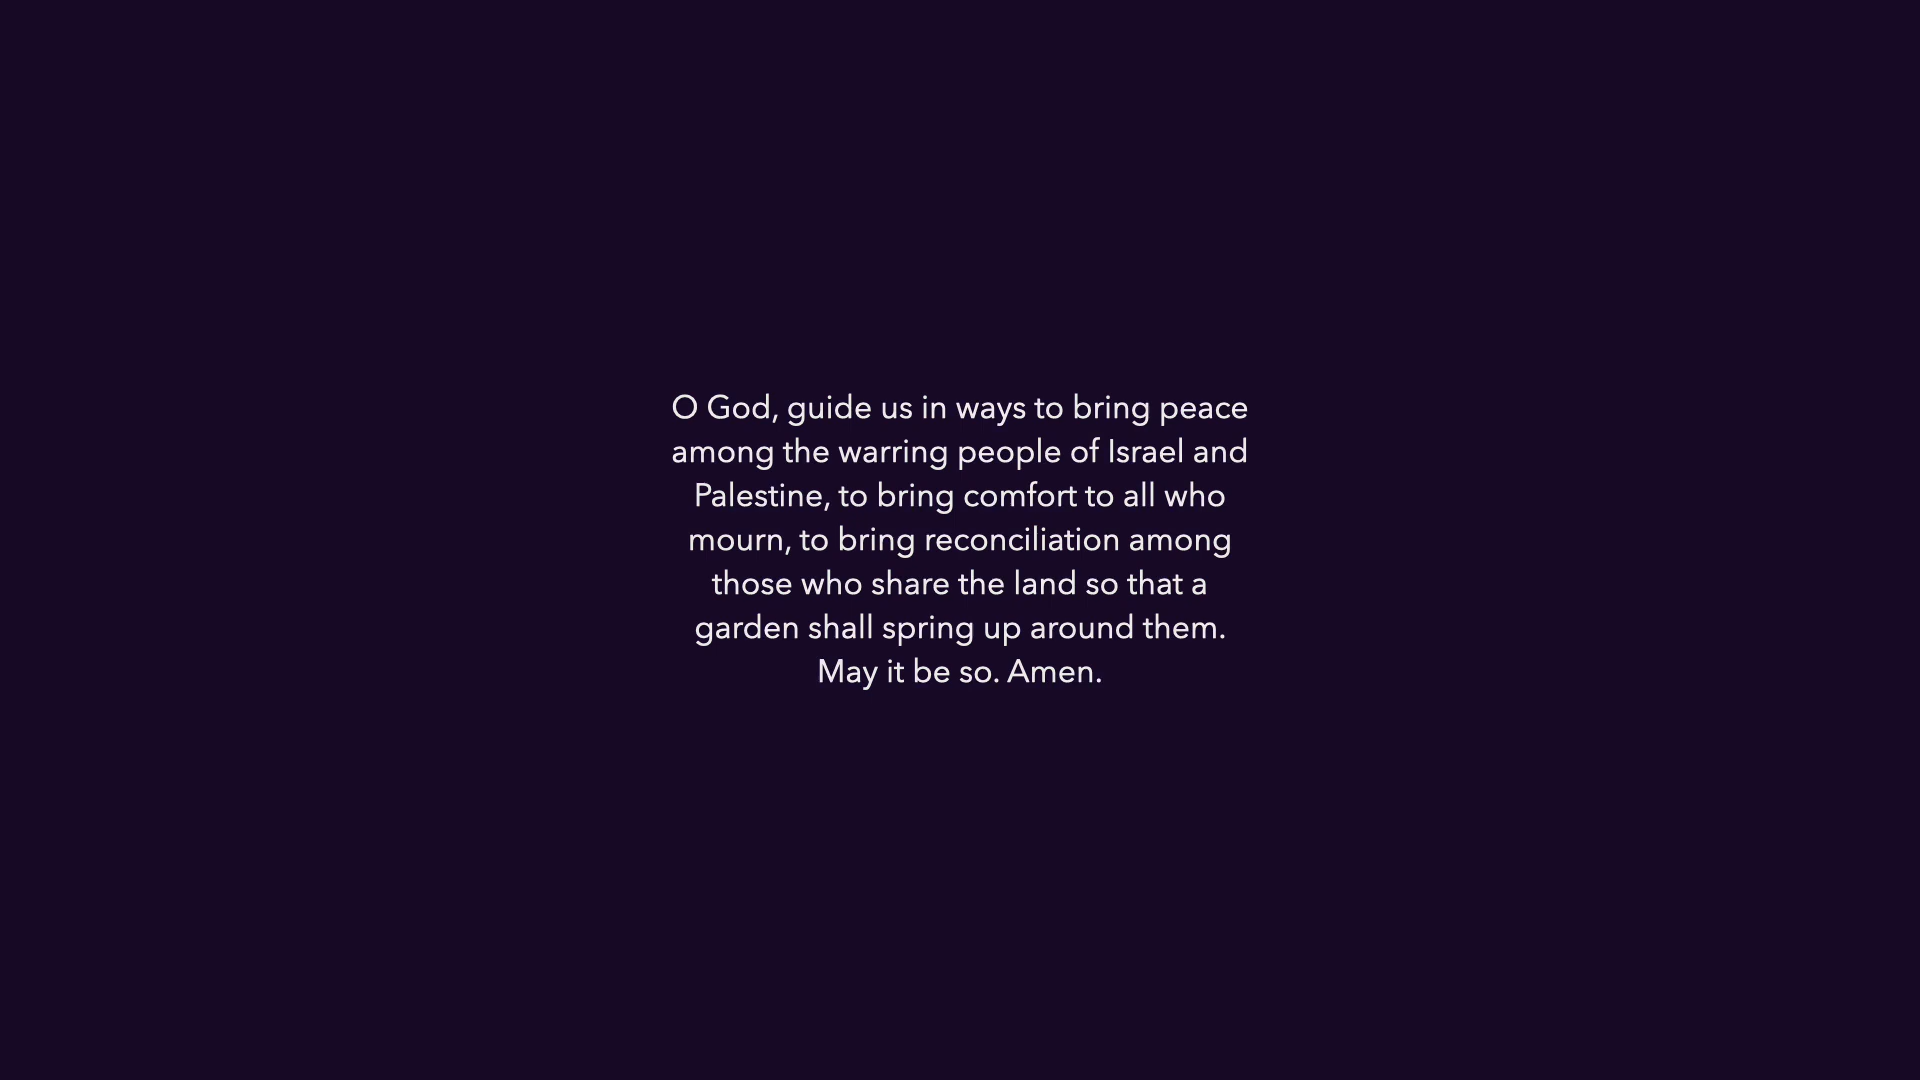 O God, guide us in ways to bring peace
among the warring people of Israel and
Palestine, to bring comfort to all who
mourn, to bring reconciliation among
those who share the land so that a
garden shall spring up around them.
May it be so. Amen.